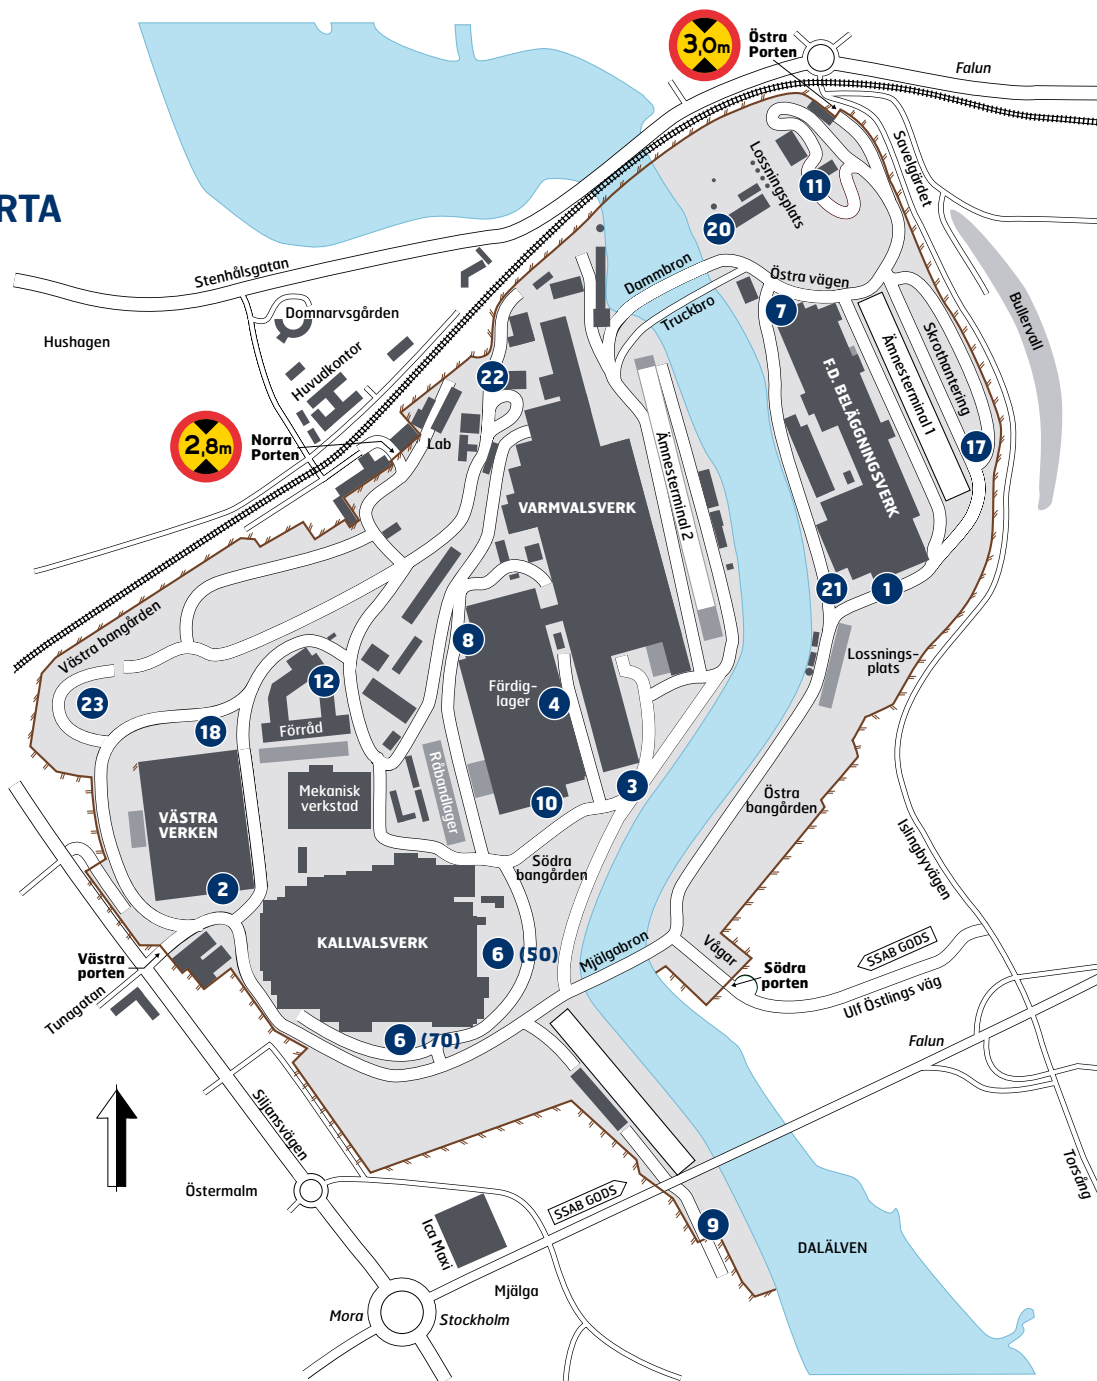 3,0m
Östra
Porten
Falun
Savelgärdet
Lossningsplats
11
RTA
20
Stenhålsgatan
Dammbron
Östra vägen
Bullervall
Domnarvsgården
Truckbro
7
Hushagen
Skrothantering
Ämnesterminal 1
Huvudkontor
22
F.D. BELÄGGNINGSVERK
2,8m
Norra
Porten
Lab
Ämnesterminal 2
17
VARMVALSVERK
21
1
Västra bangården
8
Lossnings-
plats
12
Färdig-
lager
4
23
18
Förråd
Råbandlager
Mekanisk
verkstad
3
Östra
bangården
10
VÄSTRA
VERKEN
Islingbyvägen
Södra
bangården
2
KALLVALSVERK
6 (50)
Mjälgabron
Vågar
SSAB GODS
Västra
porten
Södra
porten
Ulf Östlings väg
Tunagatan
6 (70)
Falun
Siljansvägen
Torsång
Östermalm
SSAB GODS
9
Ica Maxi
DALÄLVEN
Mjälga
Mora
Stockholm